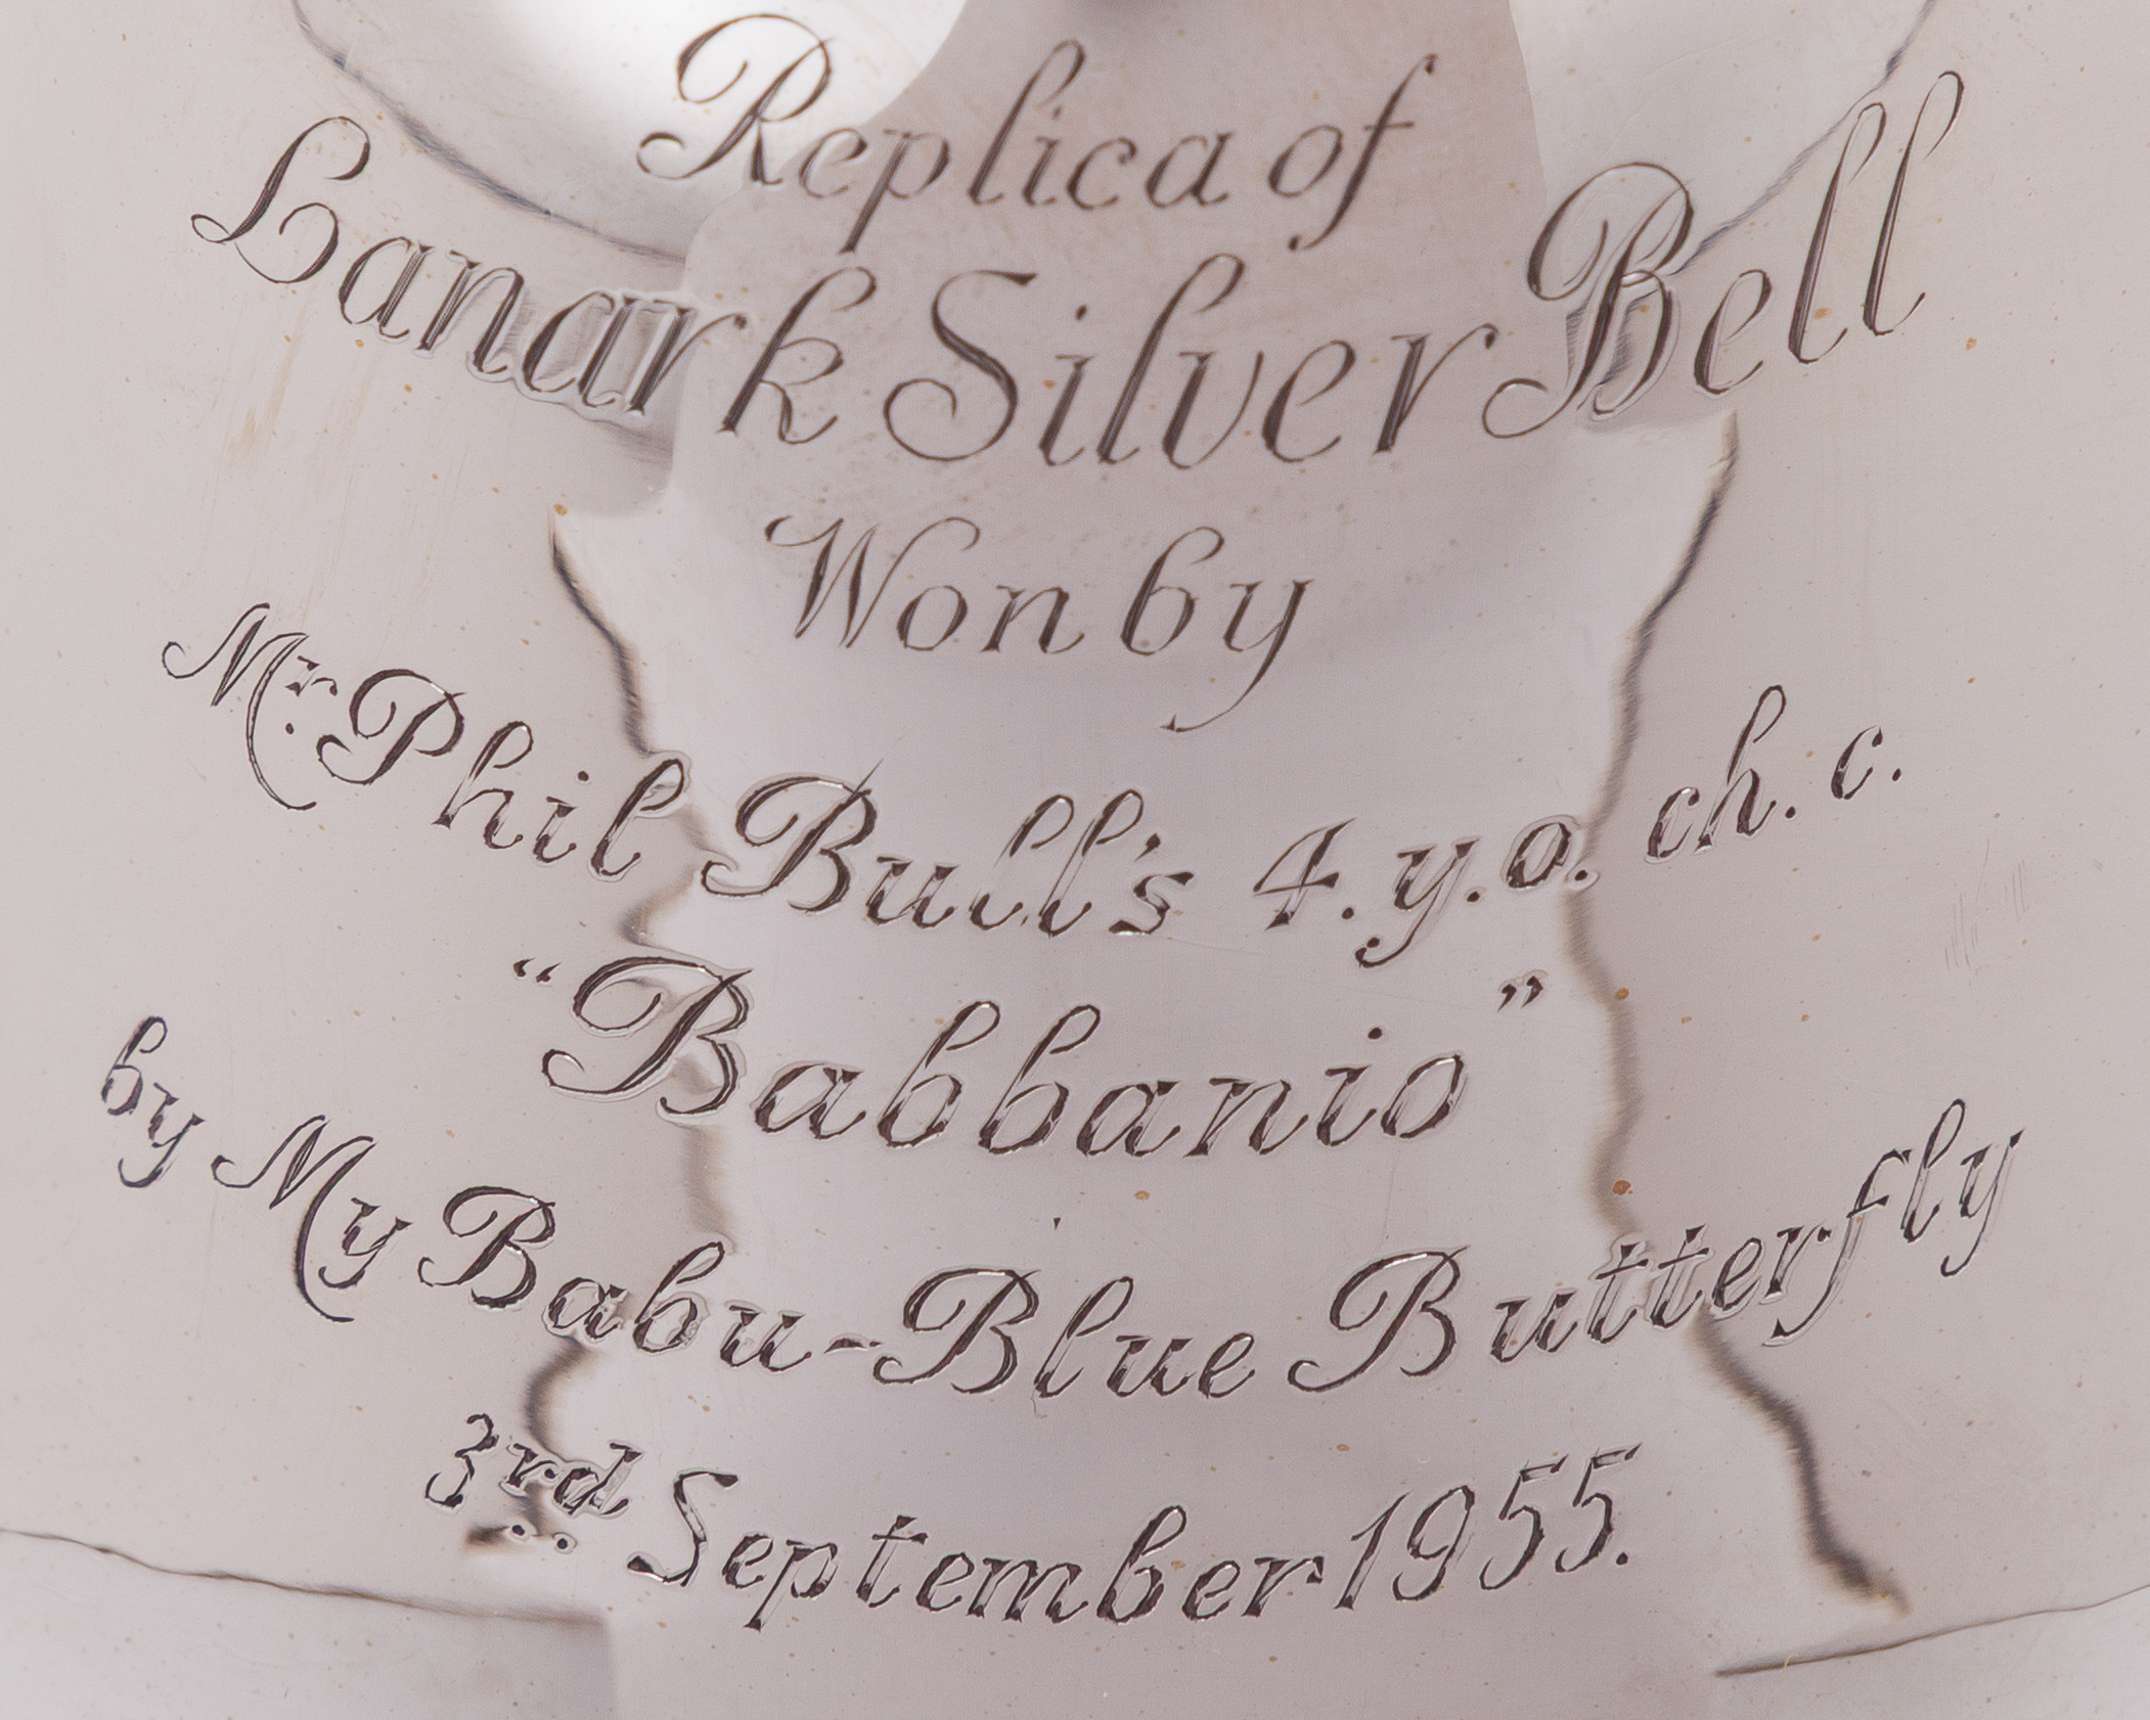 Replica of
Lanark Silver Bell
Won by
Mr. Phil Bull's 4.y.o. ch. c.
“Babbanio”
by My Babu-Blue Butterfly
3rd September 1955.